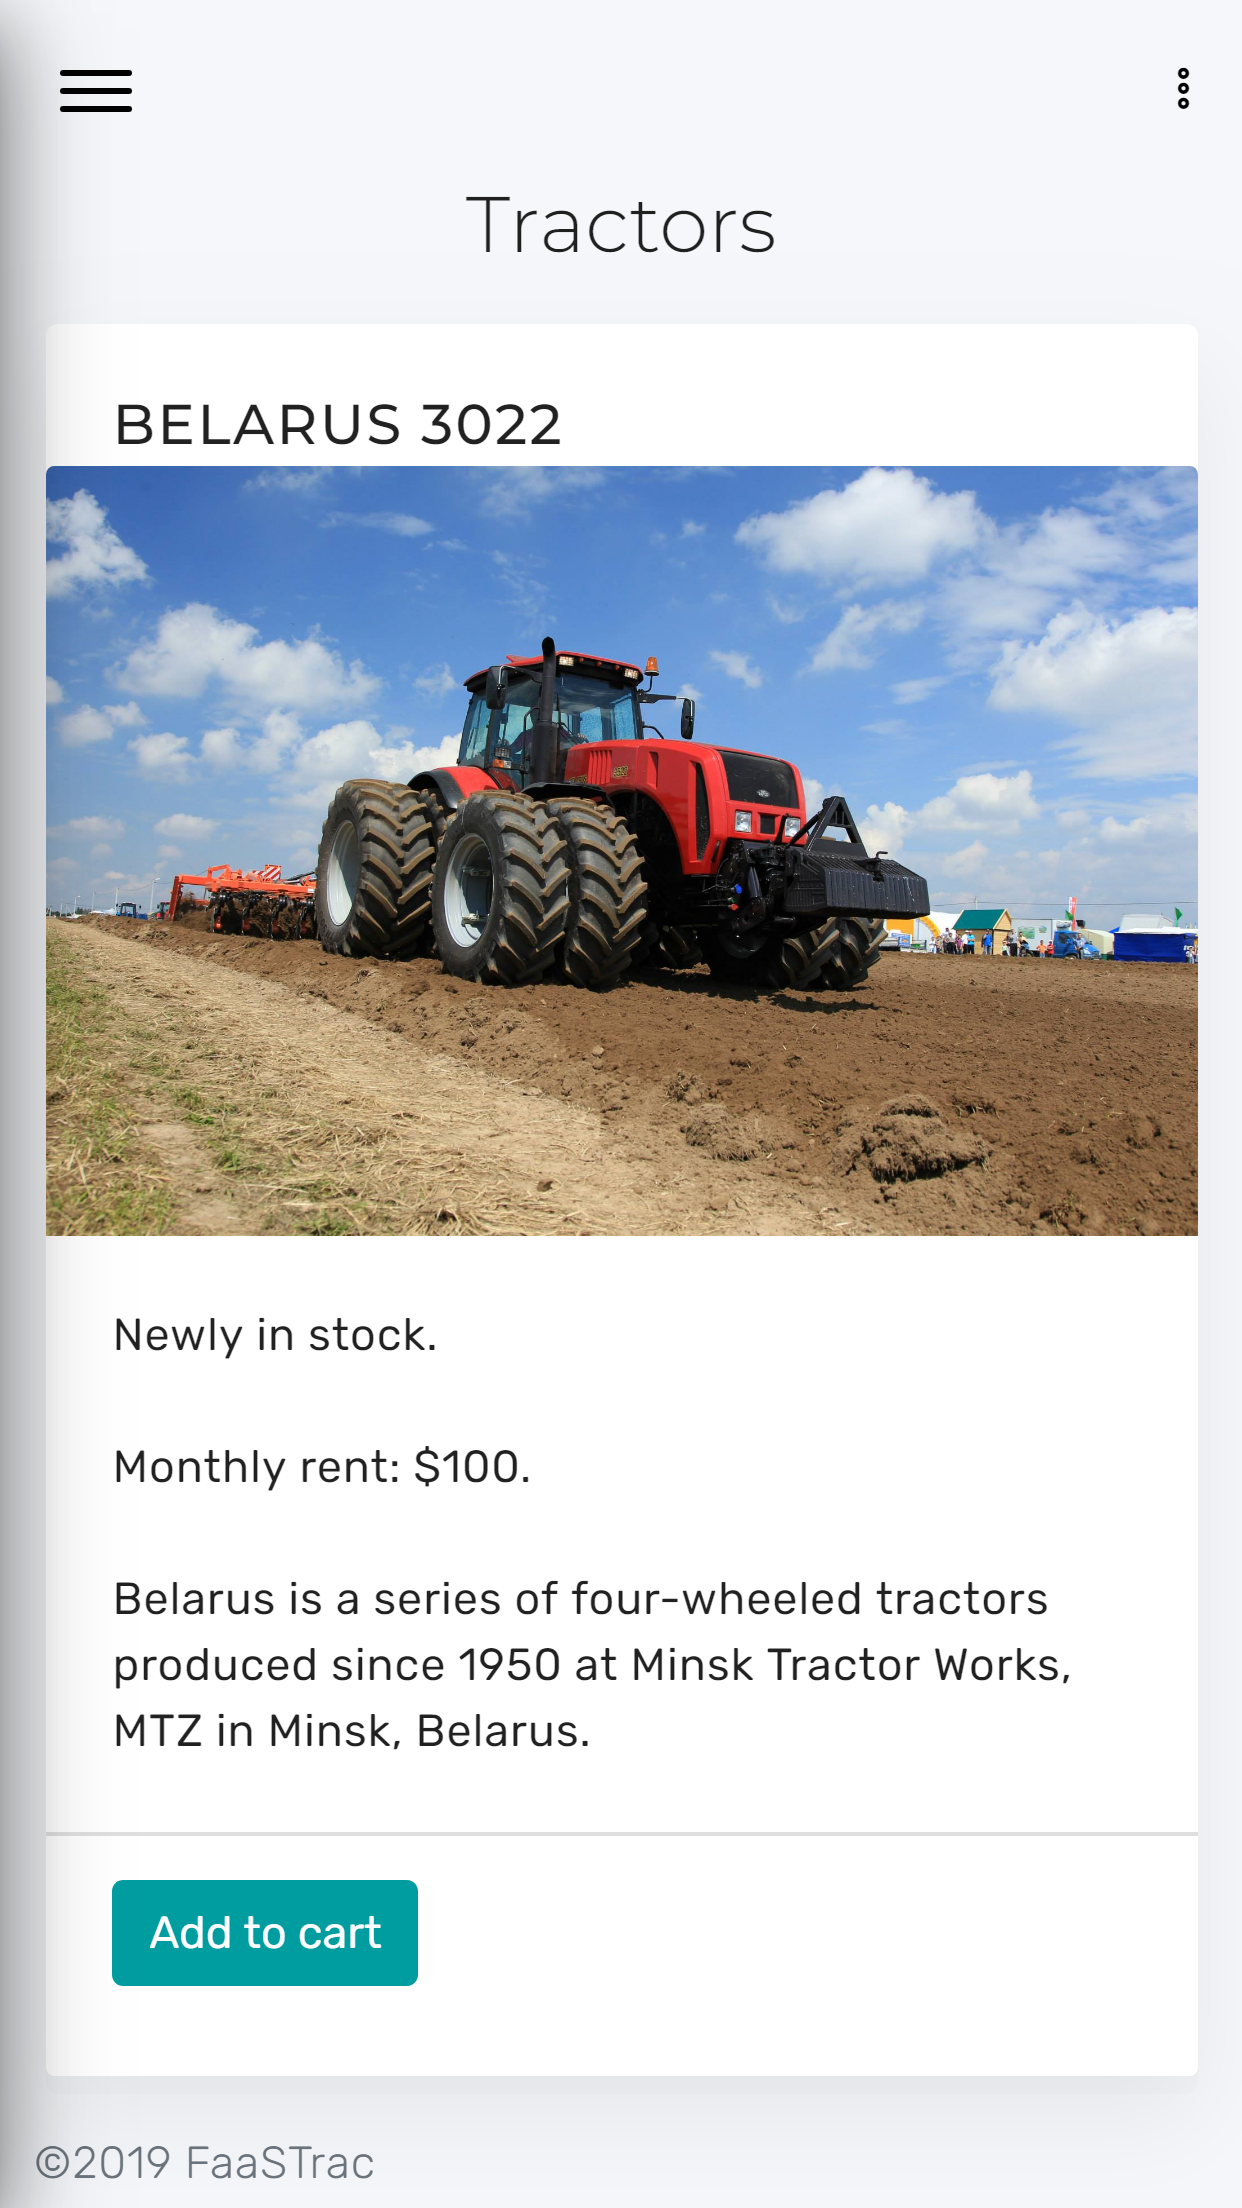 Tractors
BELARUS 3022
Newly in stock.
Monthly rent: $100.
Belarus is a series of four-wheeled tractors
produced since 1950 at Minsk Tractor Works,
MTZ in Minsk, Belarus.
Add to cart
©2019 FaaSTrac